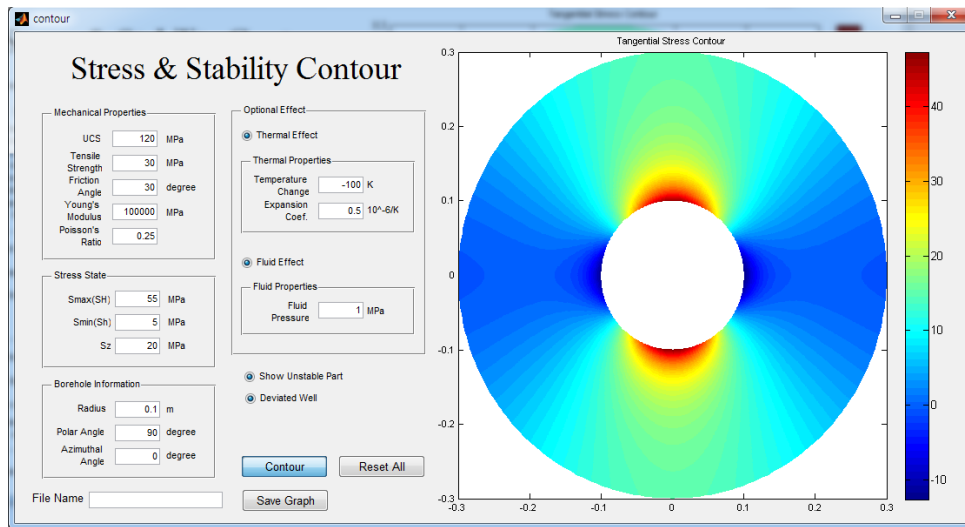 contour
Tangential Stress Contour
Stress & Stability Contour
Mechanical Properties
UCS 120 MPa
Tensile Strength 30 MPa
Friction Angle 30 degree
Young's Modulus 100000 MPa
Poisson's Ratio 0.25
Stress State
Smax(SH) 55 MPa
Smin(Sh) 5 MPa
Sz 20 MPa
Borehole Information
Radius 0.1 m
Polar Angle 90 degree
Azimuthal Angle 0 degree
File Name
Optional Effect
Thermal Effect
Thermal Properties
Temperature Change -100 K
Expansion Coef. 0.5 10^-6/K
Fluid Effect
Fluid Properties
Fluid Pressure 1 MPa
Show Unstable Part
Deviated Well
Contour Reset All
Save Graph
Tangential Stress Contour
0.3
0.2
0.1
0
-0.1
-0.2
-0.3
-0.3 -0.2 -0.1 0 0.1 0.2 0.3
40
30
20
10
0
-10